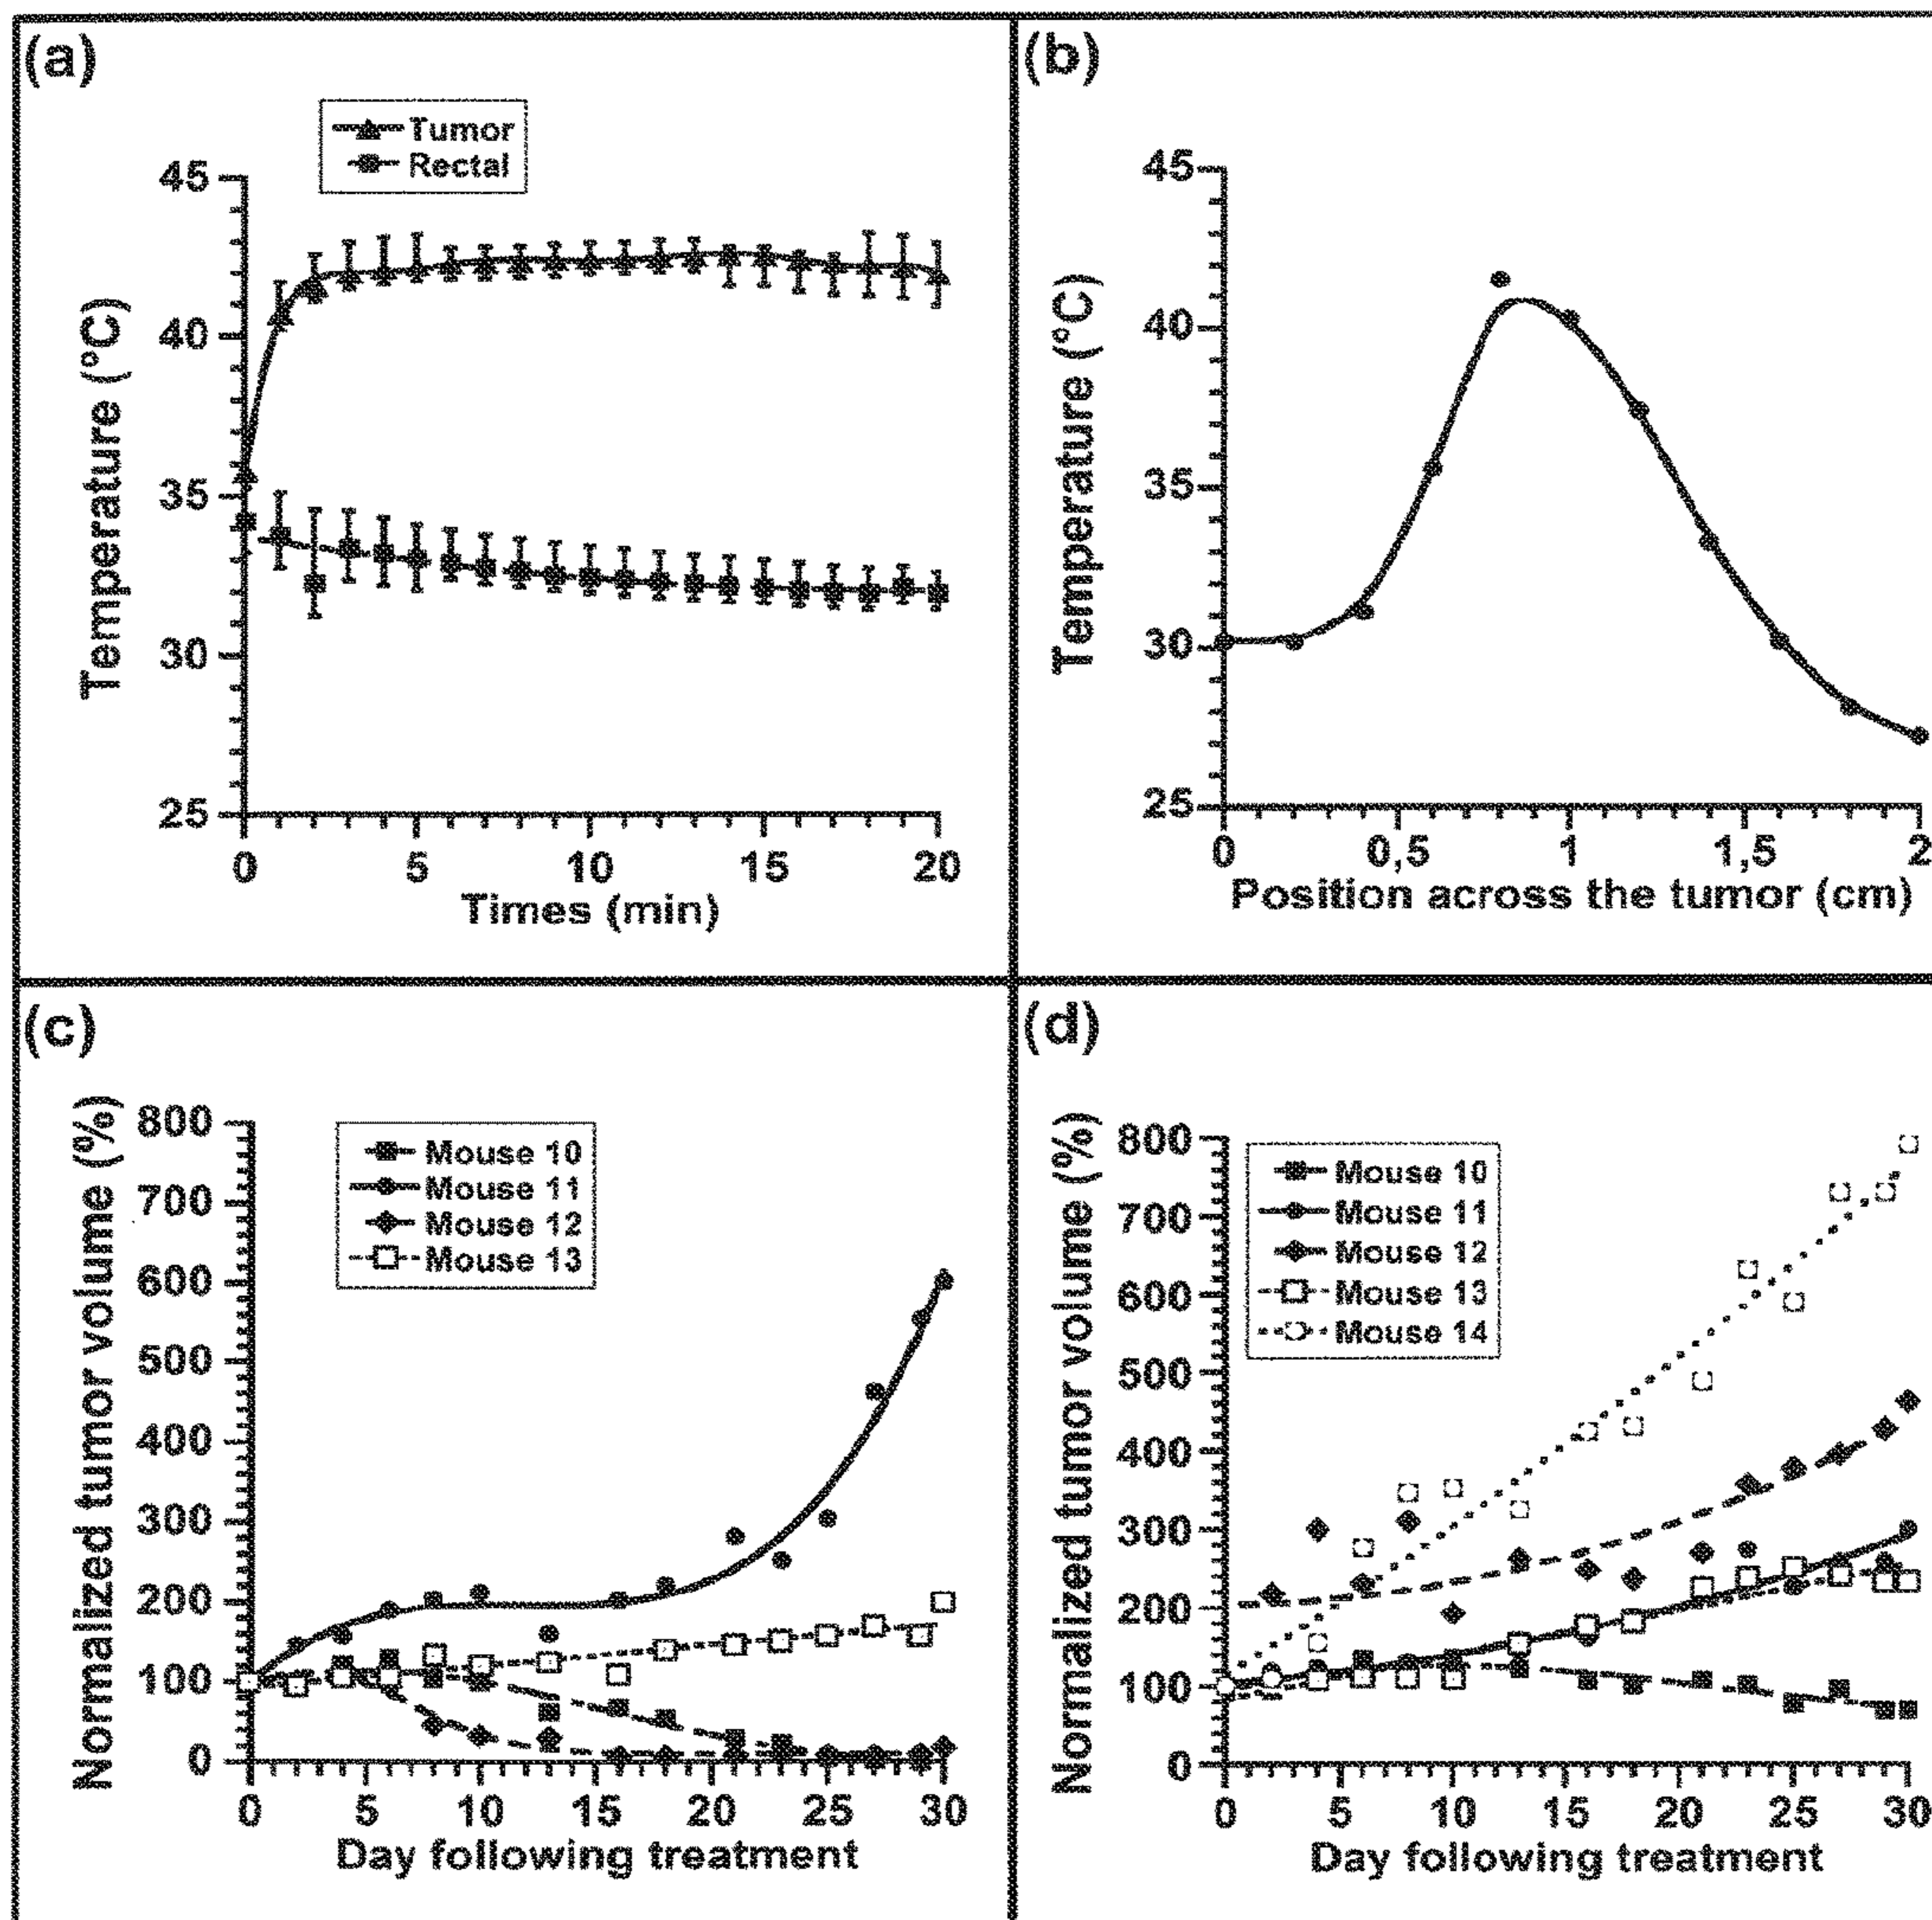 (a)
Tumor
Rectal
45
40
35
30
25
Temperature (°C)
0 5 10 15 20
Times (min)
(b)
45
40
35
30
25
Temperature (°C)
0 0,5 1 1,5 2
Position across the tumor (cm)
(c)
Mouse 10
Mouse 11
Mouse 12
Mouse 13
800
700
600
500
400
300
200
100
0
Normalized tumor volume (%)
0 5 10 15 20 25 30
Day following treatment
(d)
Mouse 10
Mouse 11
Mouse 12
Mouse 13
Mouse 14
800
700
600
500
400
300
200
100
0
Normalized tumor volume (%)
0 5 10 15 20 25 30
Day following treatment